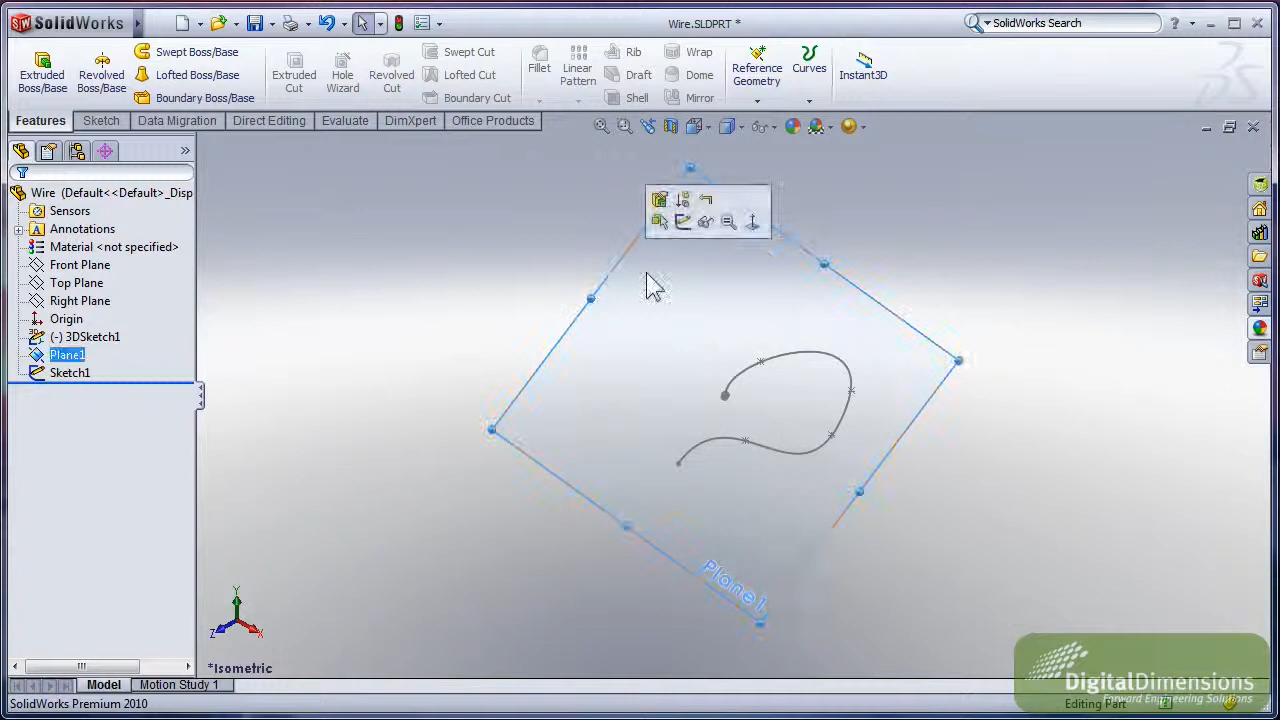 SolidWorks
Wire.SLDPRT *
SolidWorks Search
Extruded Boss/Base
Revolved Boss/Base
Swept Boss/Base
Lofted Boss/Base
Boundary Boss/Base
Extruded Cut
Hole Wizard
Revolved Cut
Swept Cut
Lofted Cut
Boundary Cut
Fillet
Linear Pattern
Rib
Draft
Shell
Wrap
Dome
Mirror
Reference Geometry
Curves
Instant3D
Features
Sketch
Data Migration
Direct Editing
Evaluate
DimXpert
Office Products
Wire (Default<<Default>_Disp
Sensors
Annotations
Material <not specified>
Front Plane
Top Plane
Right Plane
Origin
(-) 3DSketch1
Plane1
Sketch1
Plane1
Y
Z
X
*Isometric
Model
Motion Study 1
SolidWorks Premium 2010
Editing Part
DigitalDimensions
Forward Engineering Solutions